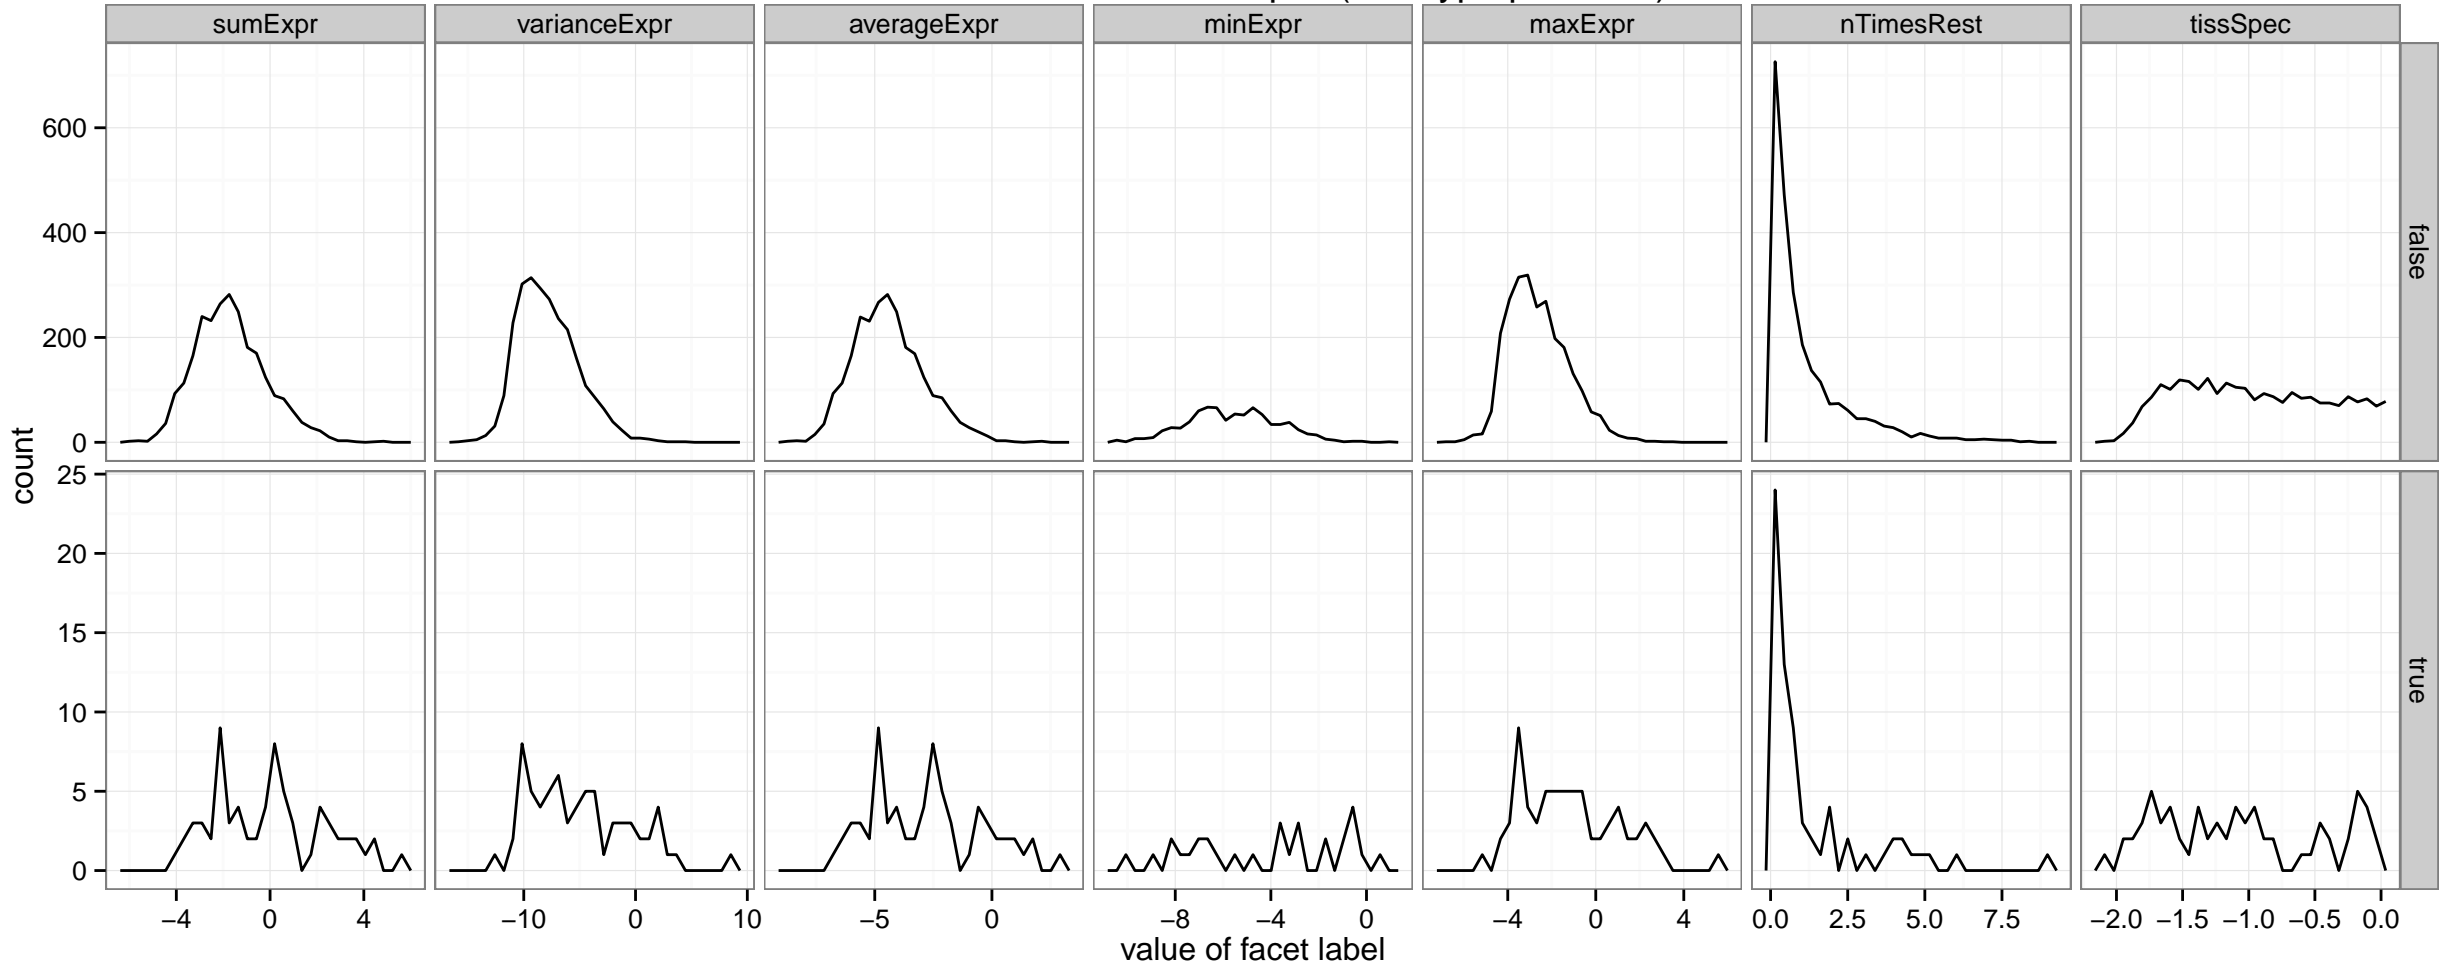 sumExpr varianceExpr averageExpr minExpr maxExpr nTimesRest tissSpec
600
400
200
0
false
count
25
20
15
10
5
0
true
−4 0 4 −10 0 10 −5 0 −8 −4 0 −4 0 4 0.0 2.5 5.0 7.5 −2.0 −1.5 −1.0 −0.5 0.0
value of facet label